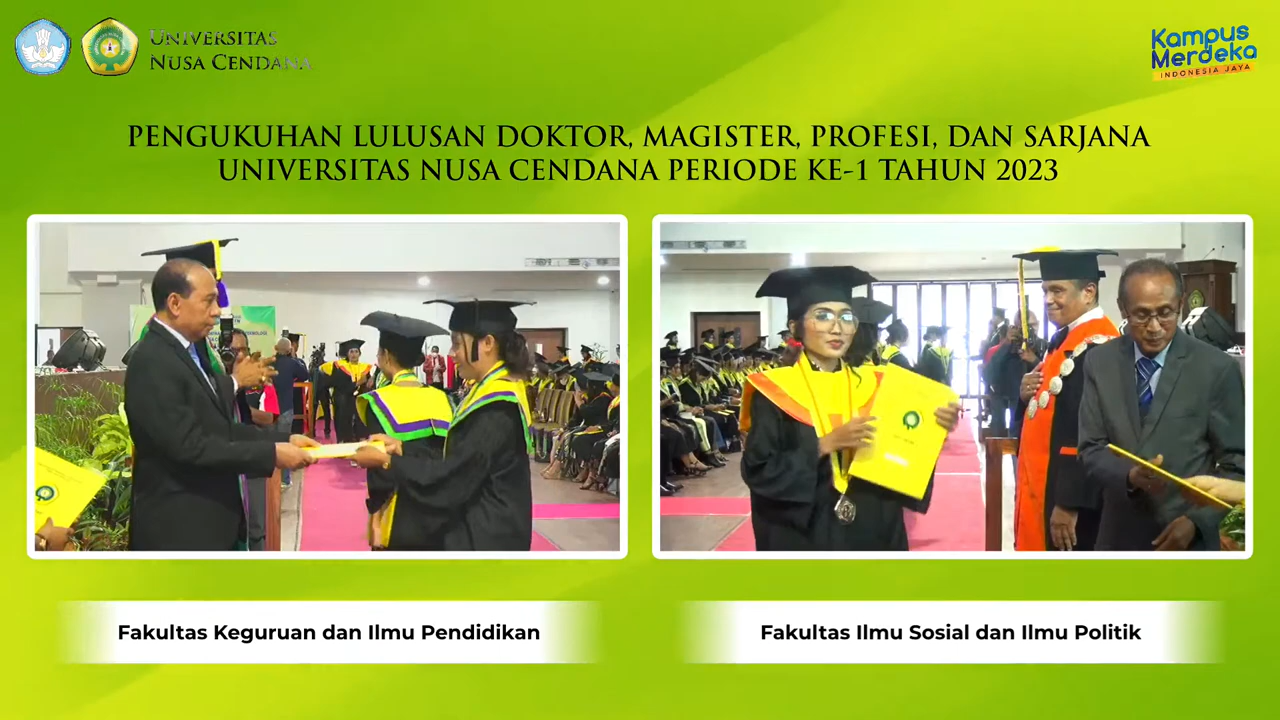 UNIVERSITAS
NUSA CENDANA
Kampus
Merdeka
INDONESIA JAYA
PENGUKUHAN LULUSAN DOKTOR, MAGISTER, PROFESI, DAN SARJANA
UNIVERSITAS NUSA CENDANA PERIODE KE-1 TAHUN 2023
Fakultas Keguruan dan Ilmu Pendidikan
Fakultas Ilmu Sosial dan Ilmu Politik